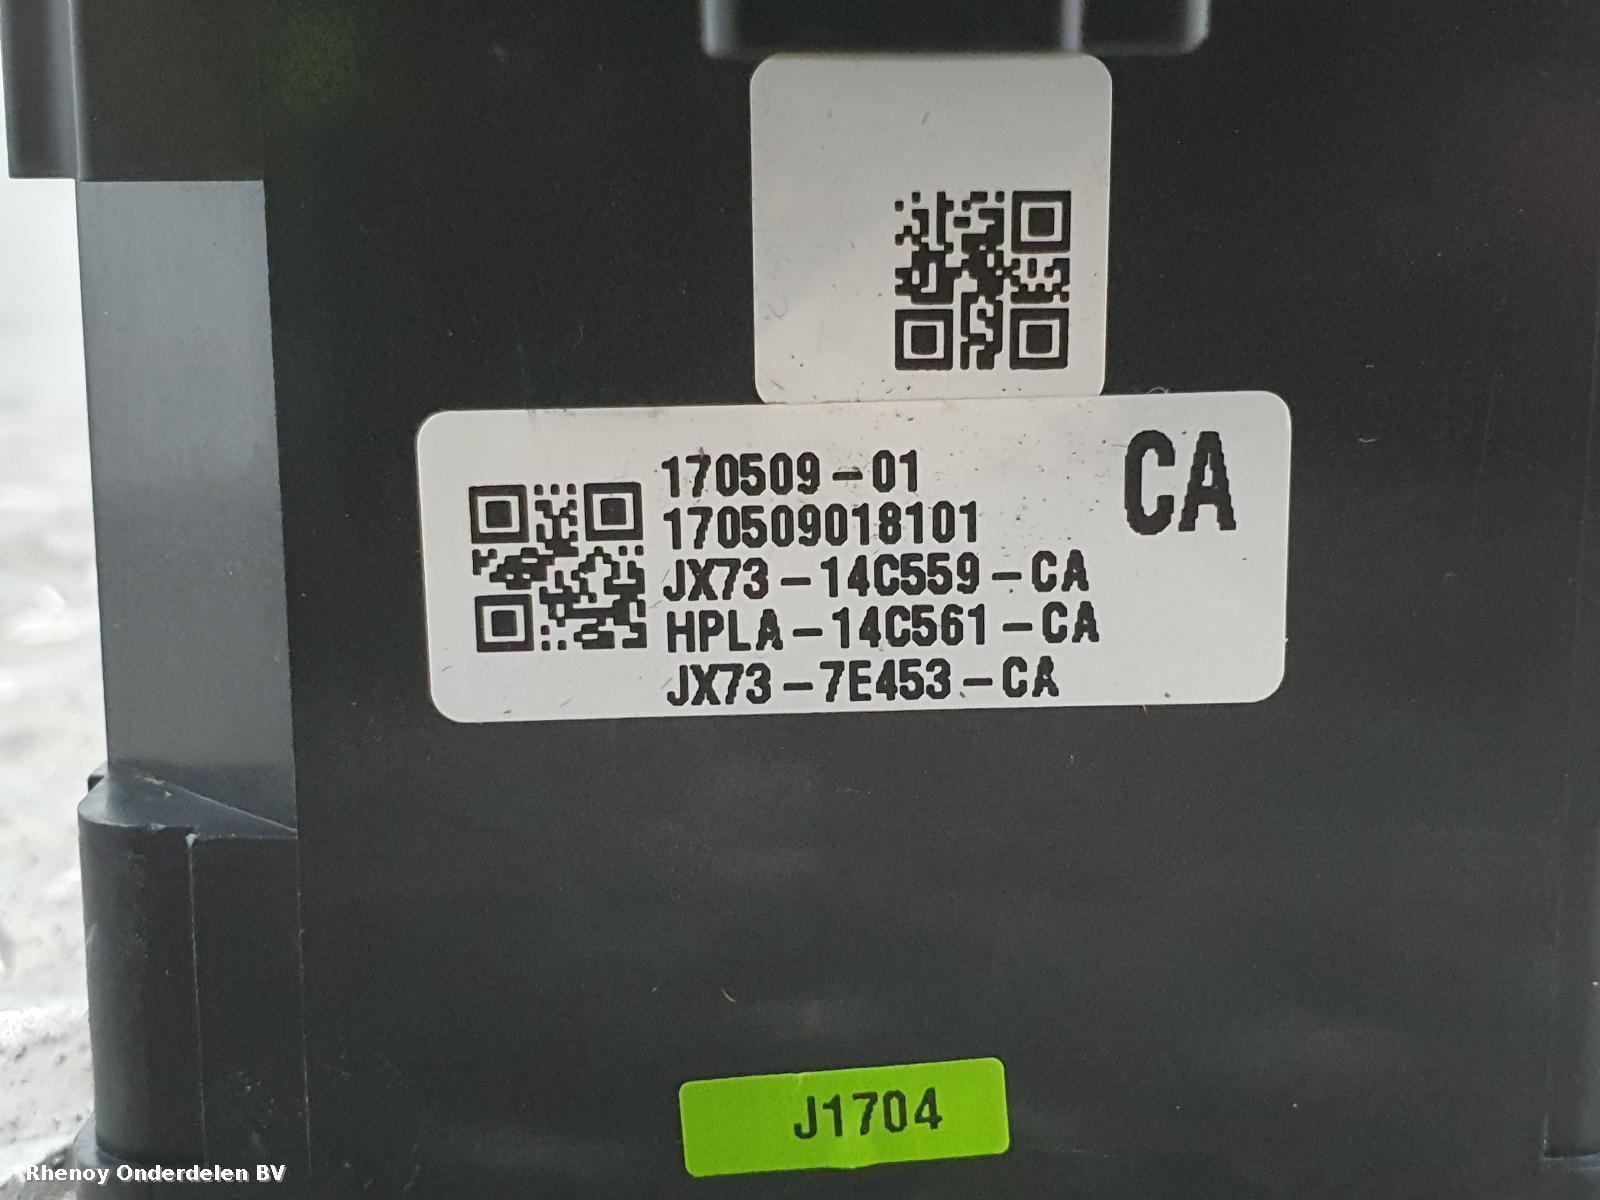 170509-01
CA
170509018101
JX73-14C559-CA
HPLA-14C561-CA
JX73-7E453-CA
J1704
Rhenoy Onderdelen BV